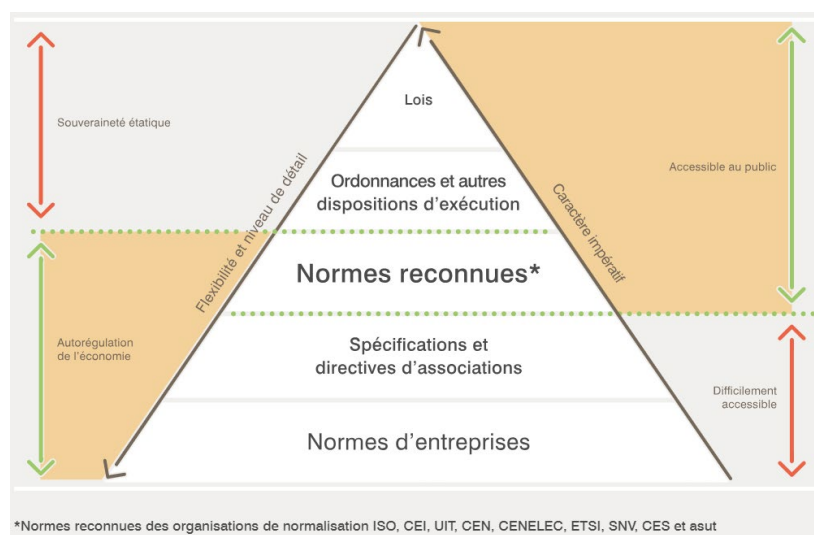 Lois
Souveraineté étatique
Accessible au public
Ordonnances et autres
dispositions d'exécution
Flexibilité et niveau de détail
Caractère impératif
Normes reconnues*
Autorégulation
de l'économie
Spécifications et
directives d'associations
Difficilement
accessible
Normes d'entreprises
*Normes reconnues des organisations de normalisation ISO, CEI, UIT, CEN, CENELEC, ETSI, SNV, CES et asut